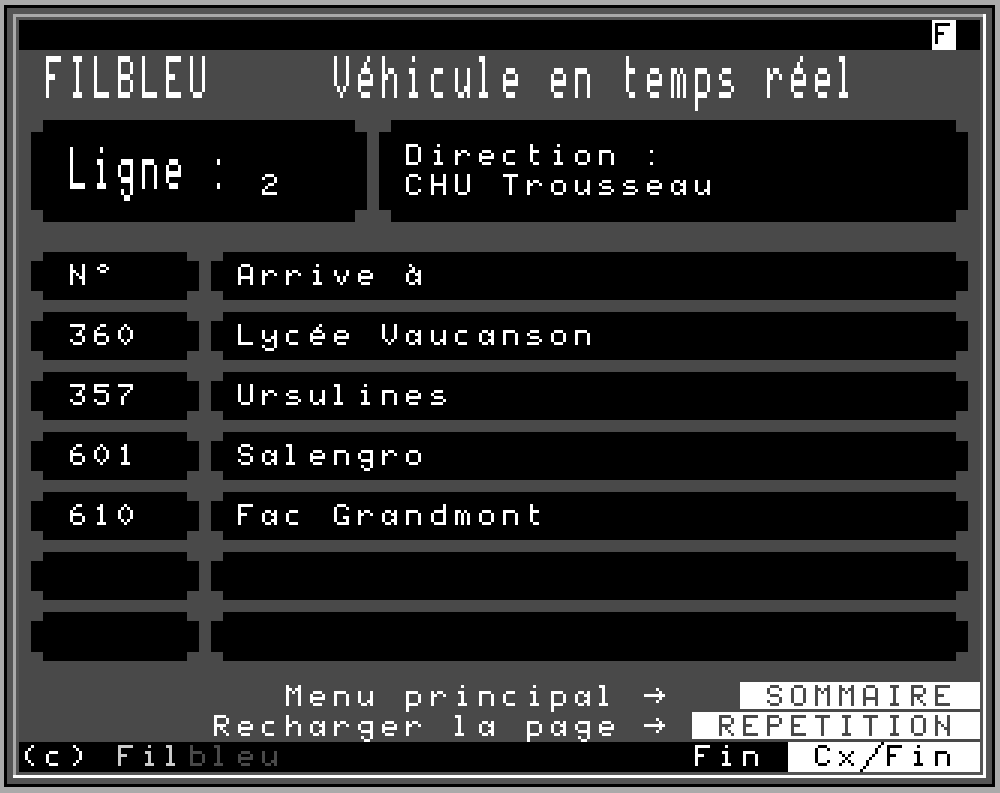 F
FILBLEU Véhicule en temps réel
Ligne : 2
Direction :
CHU Trousseau
N° Arrive à
360 Lycée Vaucanson
357 Ursulines
601 Salengro
610 Fac Grandmont
Menu principal → SOMMAIRE
Recharger la page → REPETITION
(c) Filbleu Fin Cx/Fin